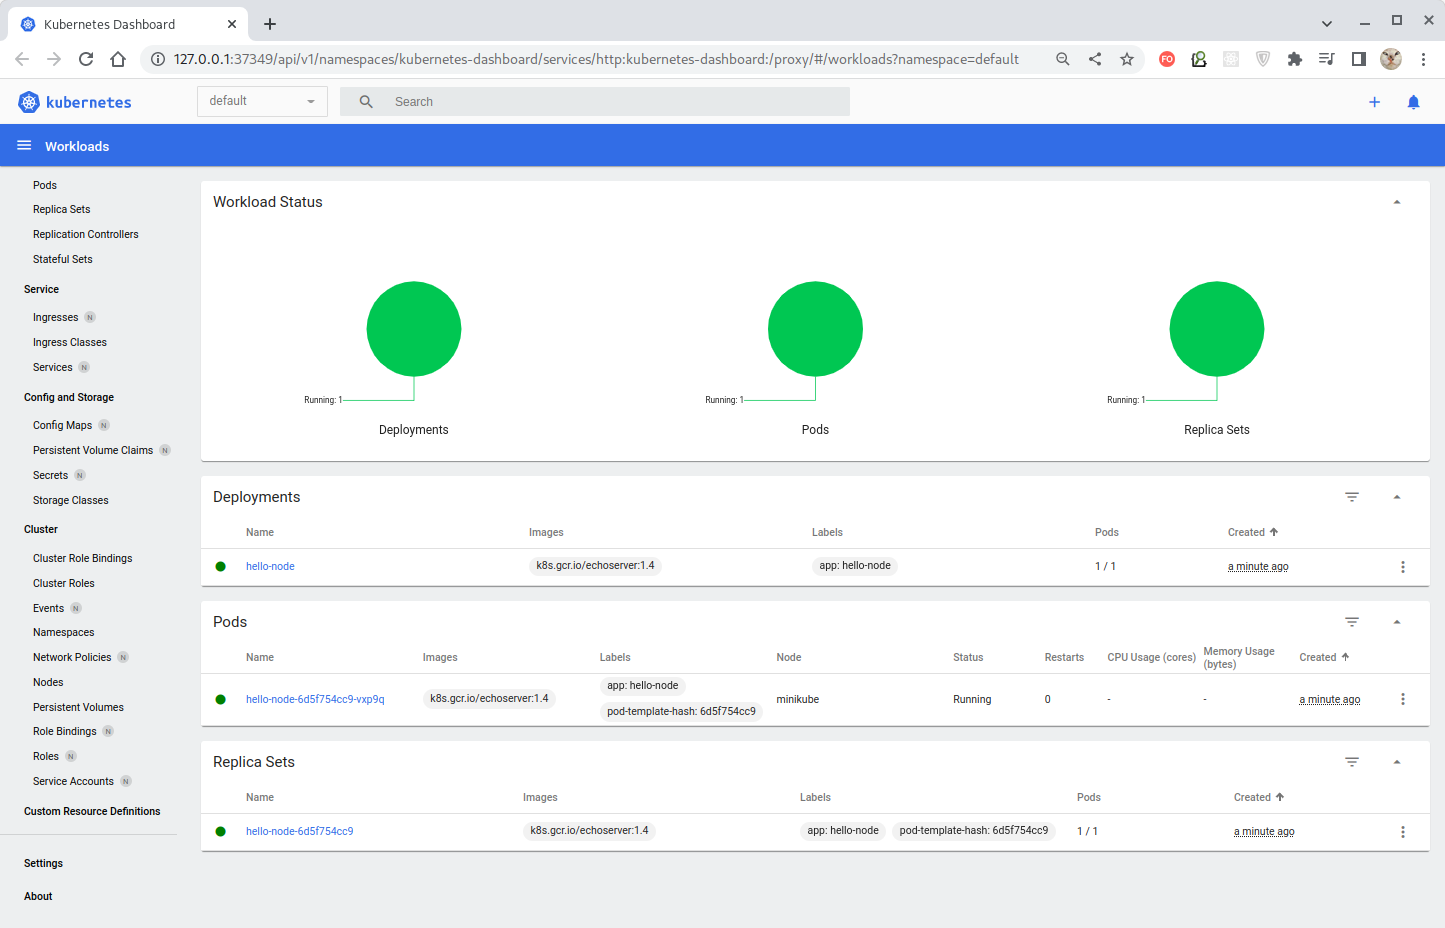 Kubernetes Dashboard
127.0.0.1:37349/api/v1/namespaces/kubernetes-dashboard/services/http:kubernetes-dashboard:/proxy/#/workloads?namespace=default
FO
kubernetes
default
Search
Workloads
Pods
Replica Sets
Replication Controllers
Stateful Sets
Service
Ingresses N
Ingress Classes
Services N
Config and Storage
Config Maps N
Persistent Volume Claims N
Secrets N
Storage Classes
Cluster
Cluster Role Bindings
Cluster Roles
Events N
Namespaces
Network Policies N
Nodes
Persistent Volumes
Role Bindings N
Roles N
Service Accounts N
Custom Resource Definitions
Settings
About
Workload Status
Running: 1
Deployments
Running: 1
Pods
Running: 1
Replica Sets
Deployments
Name Images Labels Pods Created
hello-node k8s.gcr.io/echoserver:1.4 app: hello-node 1 / 1 a minute ago
Pods
Name Images Labels Node Status Restarts CPU Usage (cores) Memory Usage (bytes) Created
hello-node-6d5f754cc9-vxp9q k8s.gcr.io/echoserver:1.4 app: hello-node pod-template-hash: 6d5f754cc9 minikube Running 0 - - a minute ago
Replica Sets
Name Images Labels Pods Created
hello-node-6d5f754cc9 k8s.gcr.io/echoserver:1.4 app: hello-node pod-template-hash: 6d5f754cc9 1 / 1 a minute ago